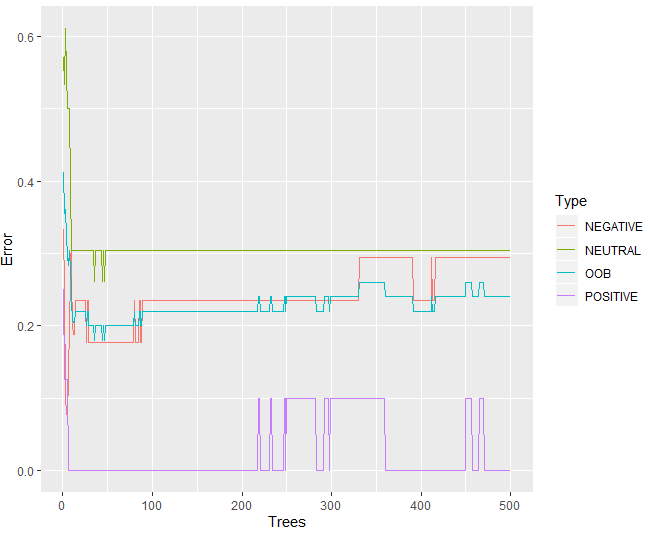 0.6
0.4
0.2
0.0
Error
0
100
200
300
400
500
Trees
Type
NEGATIVE
NEUTRAL
OOB
POSITIVE